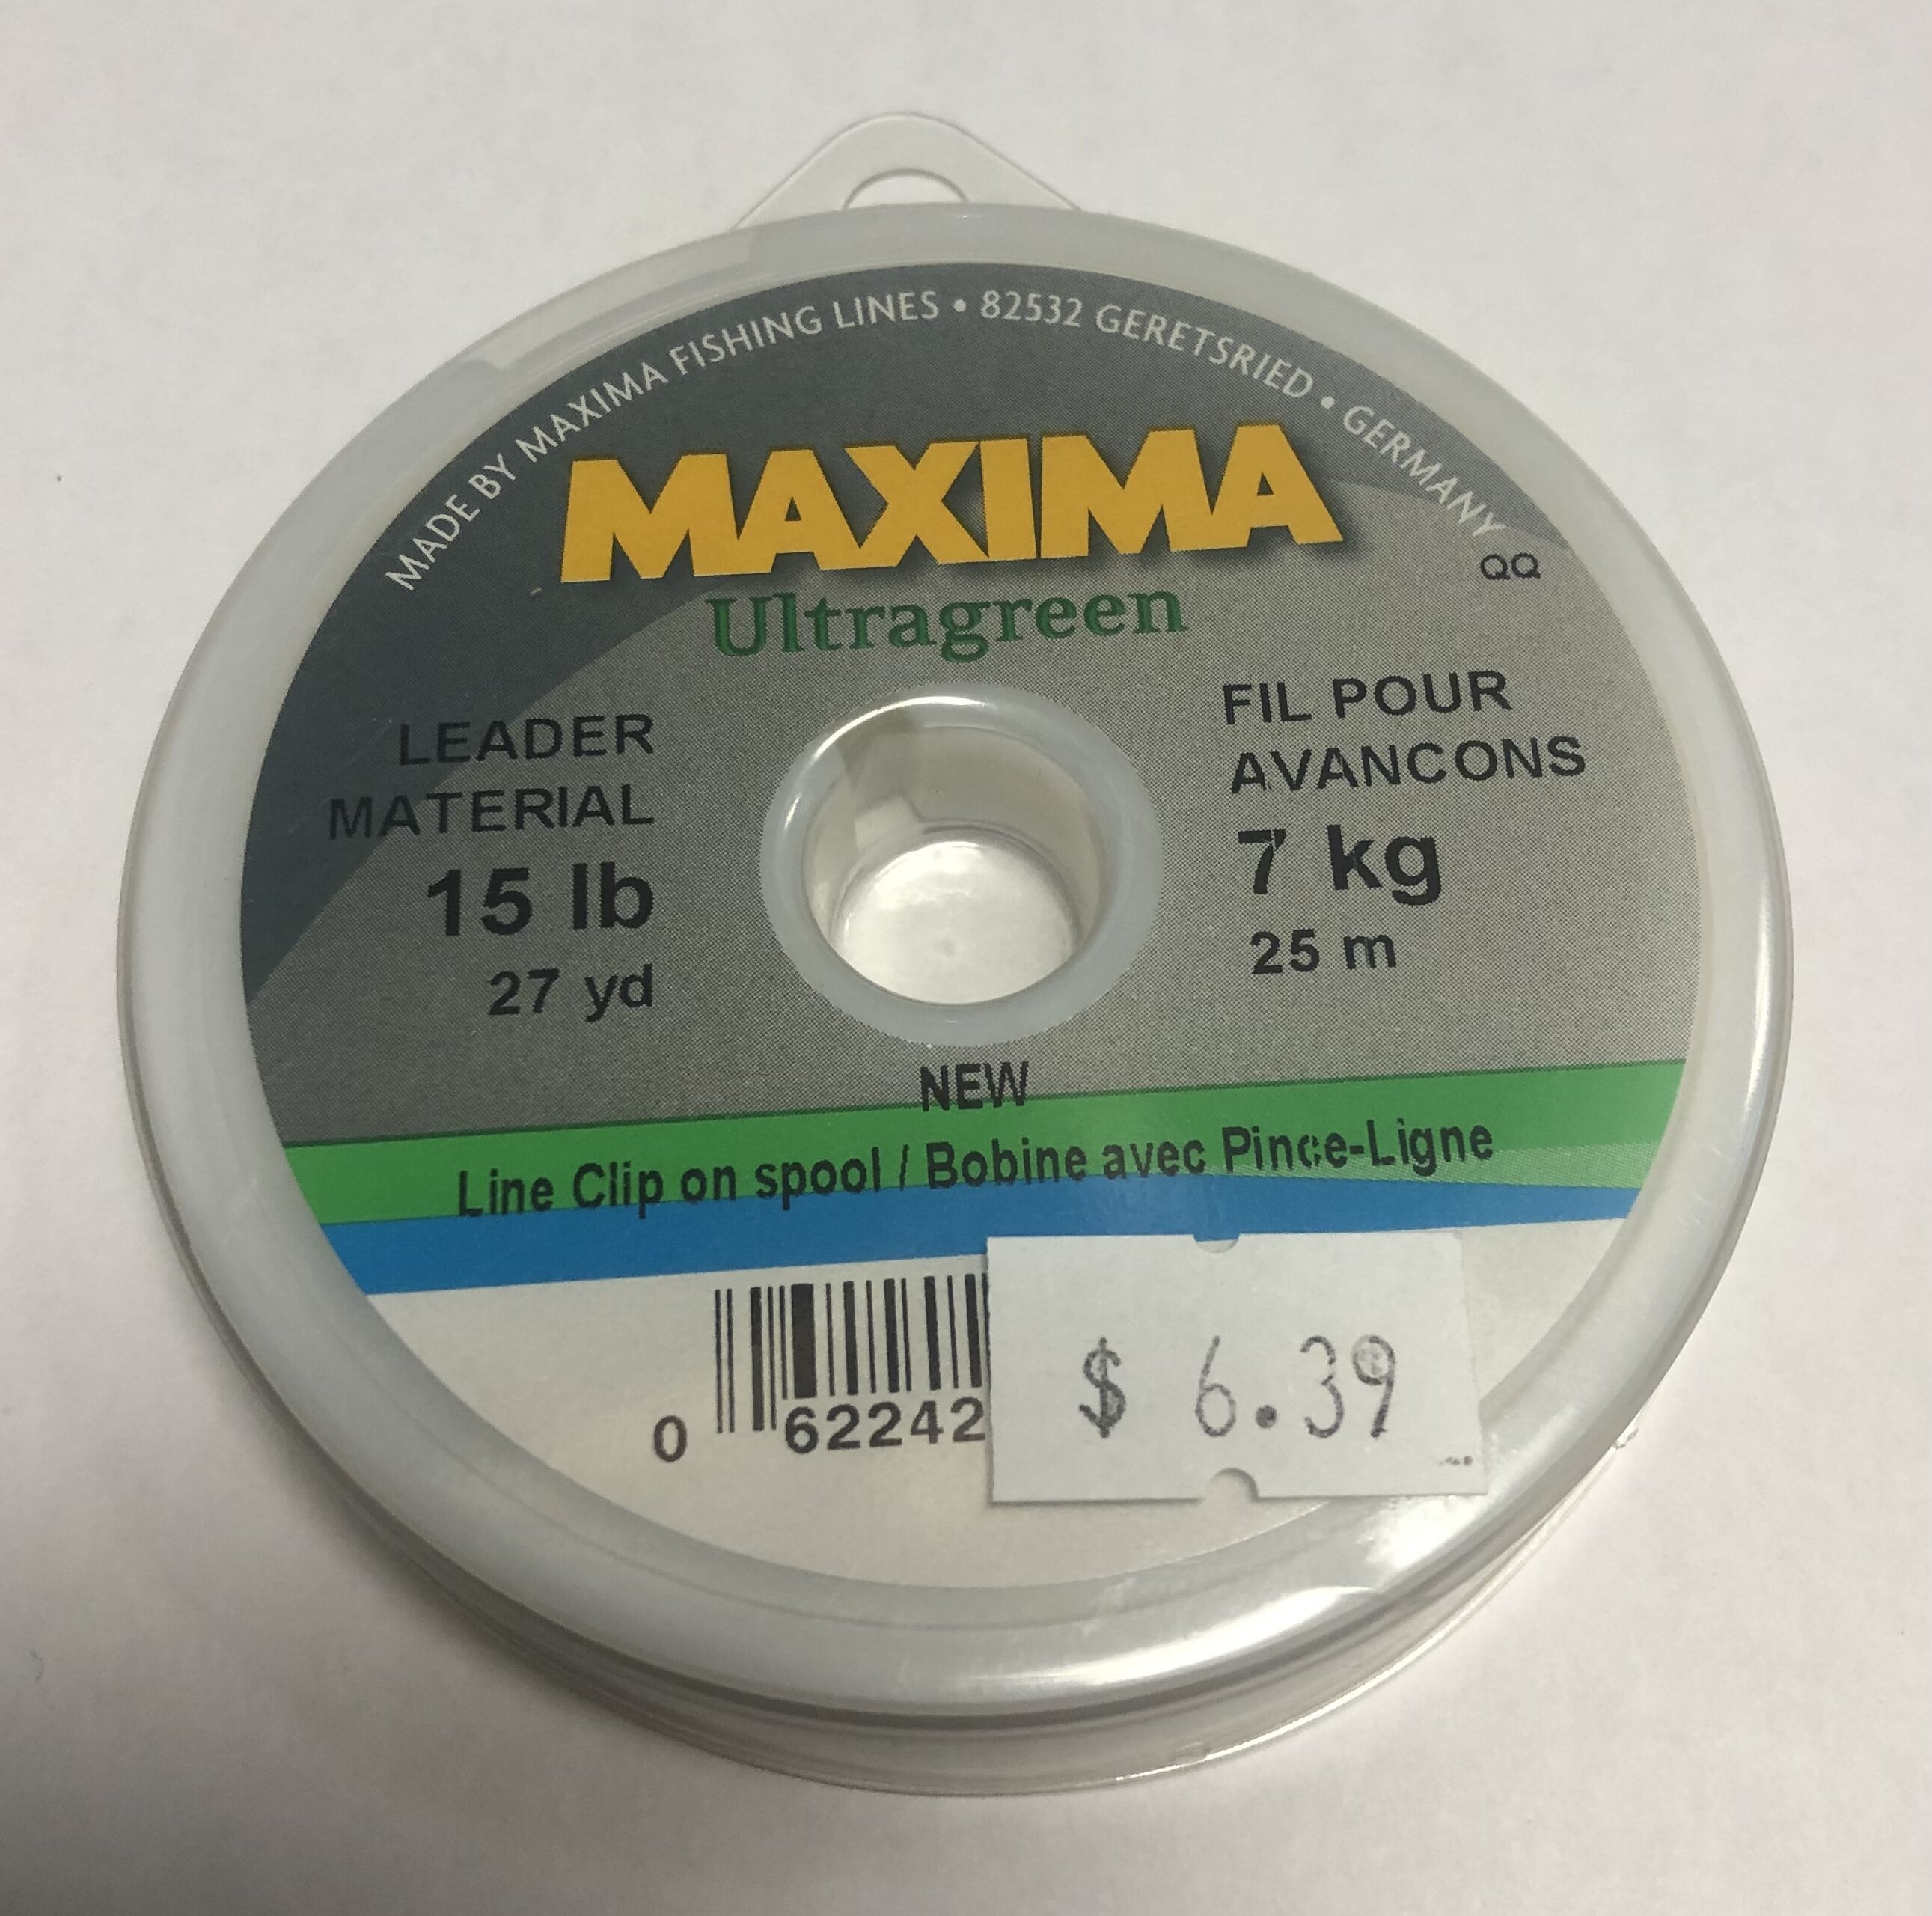 MADE BY MAXIMA FISHING LINES • 82532 GERETSRIED • GERMANY
MAXIMA
QQ
Ultragreen
LEADER
MATERIAL
15 lb
27 yd
FIL POUR
AVANCONS
7 kg
25 m
NEW
Line Clip on spool / Bobine avec Pince-Ligne
0 62242
$ 6.39